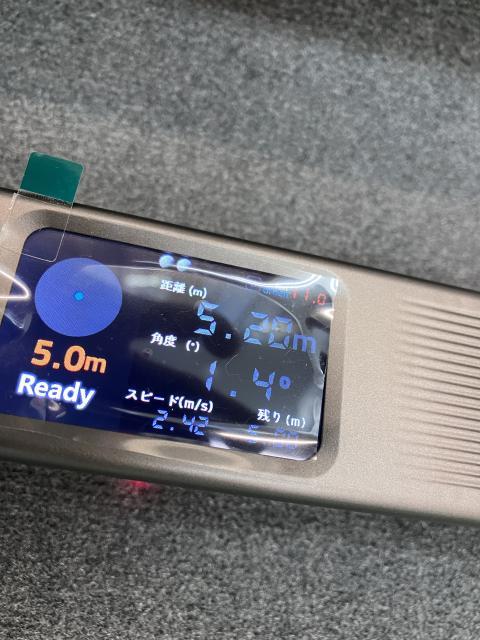 5.0m
Ready
距離(m)
5.20m
角度 (°)
1.4°
スピード(m/s)
2.42
残り(m)